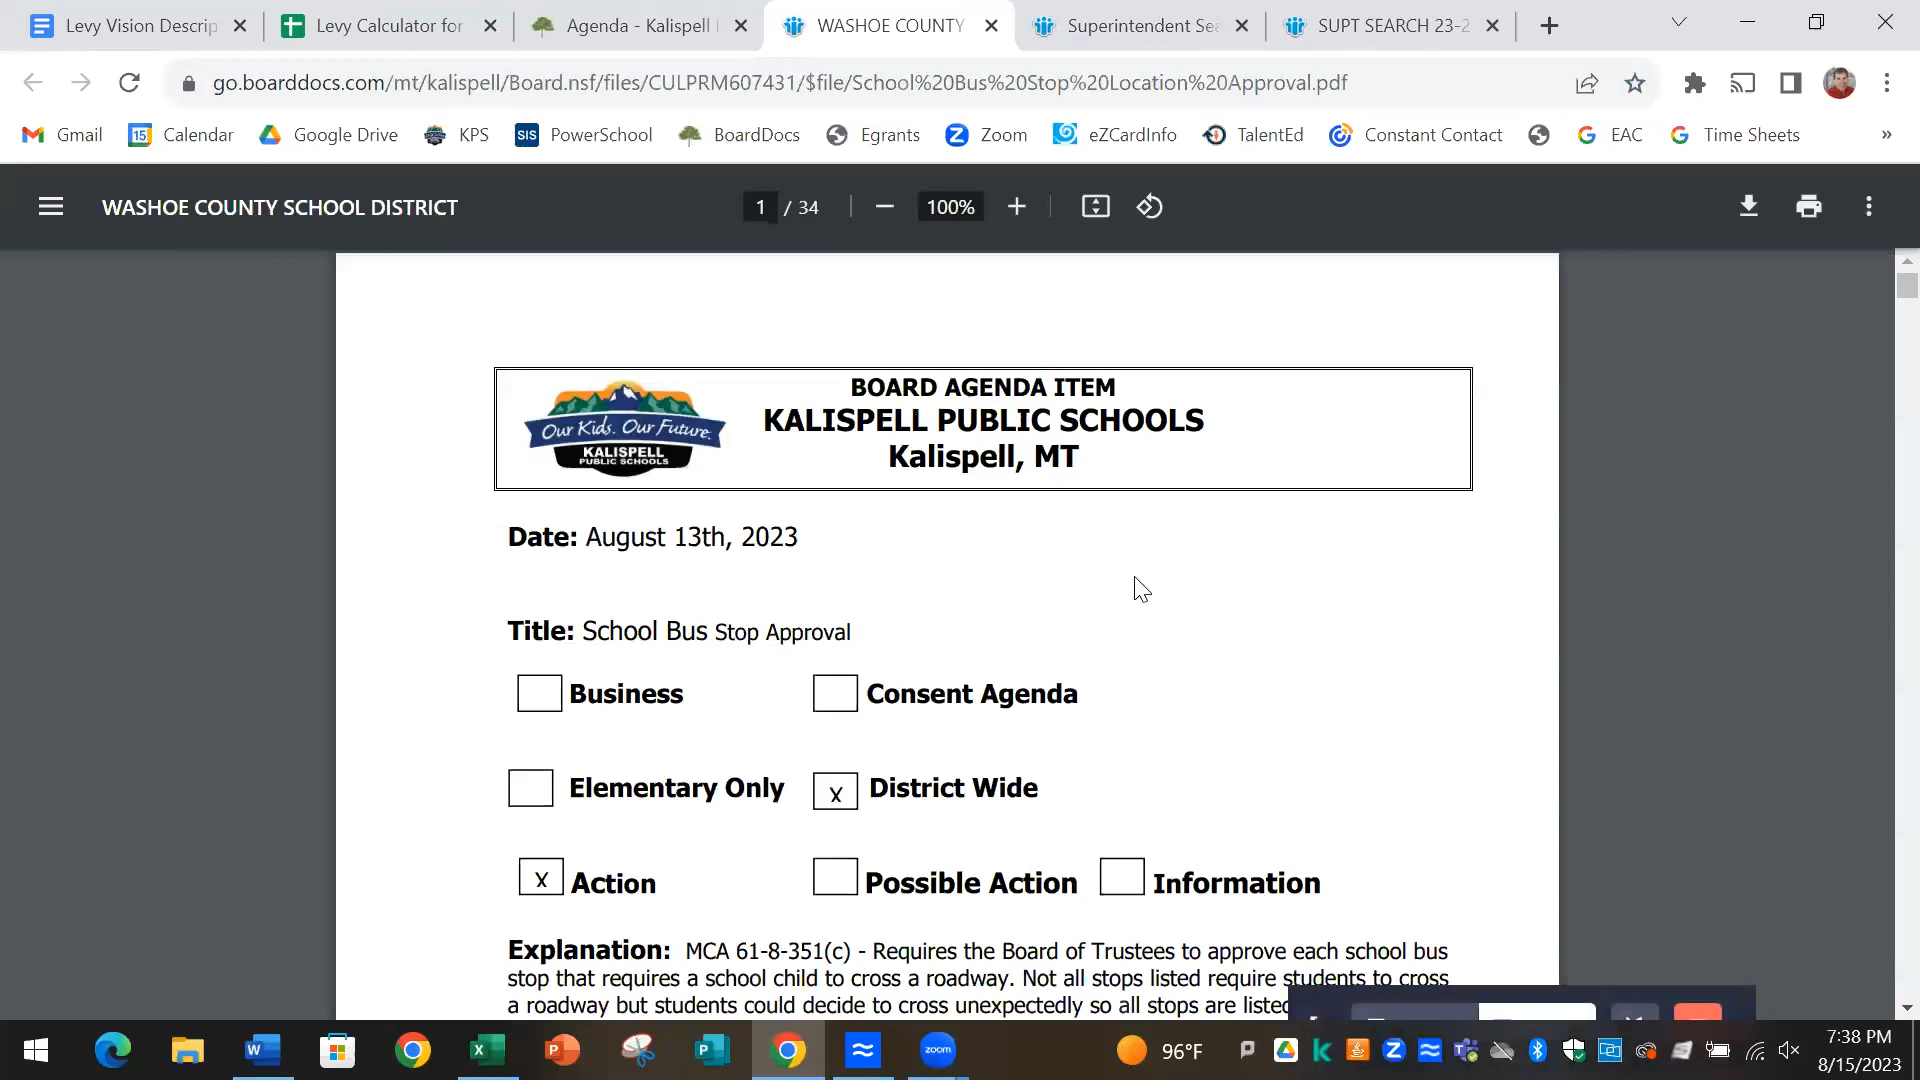 Levy Vision Descrip
Levy Calculator for
Agenda - Kalispell
WASHOE COUNTY
Superintendent Sea
SUPT SEARCH 23-2
go.boarddocs.com/mt/kalispell/Board.nsf/files/CULPRM607431/$file/School%20Bus%20Stop%20Location%20Approval.pdf
Gmail
15 Calendar
Google Drive
KPS
SIS PowerSchool
BoardDocs
Egrants
Zoom
eZCardInfo
TalentEd
Constant Contact
EAC
Time Sheets
»
WASHOE COUNTY SCHOOL DISTRICT
1 / 34
100%
BOARD AGENDA ITEM
KALISPELL PUBLIC SCHOOLS
Kalispell, MT
Our Kids. Our Future.
KALISPELL
PUBLIC SCHOOLS
Date: August 13th, 2023
Title: School Bus Stop Approval
Business
Consent Agenda
Elementary Only
x District Wide
x Action
Possible Action
Information
Explanation: MCA 61-8-351(c) - Requires the Board of Trustees to approve each school bus
stop that requires a school child to cross a roadway. Not all stops listed require students to cross
a roadway but students could decide to cross unexpectedly so all stops are listed
zoom
96°F
7:38 PM
8/15/2023